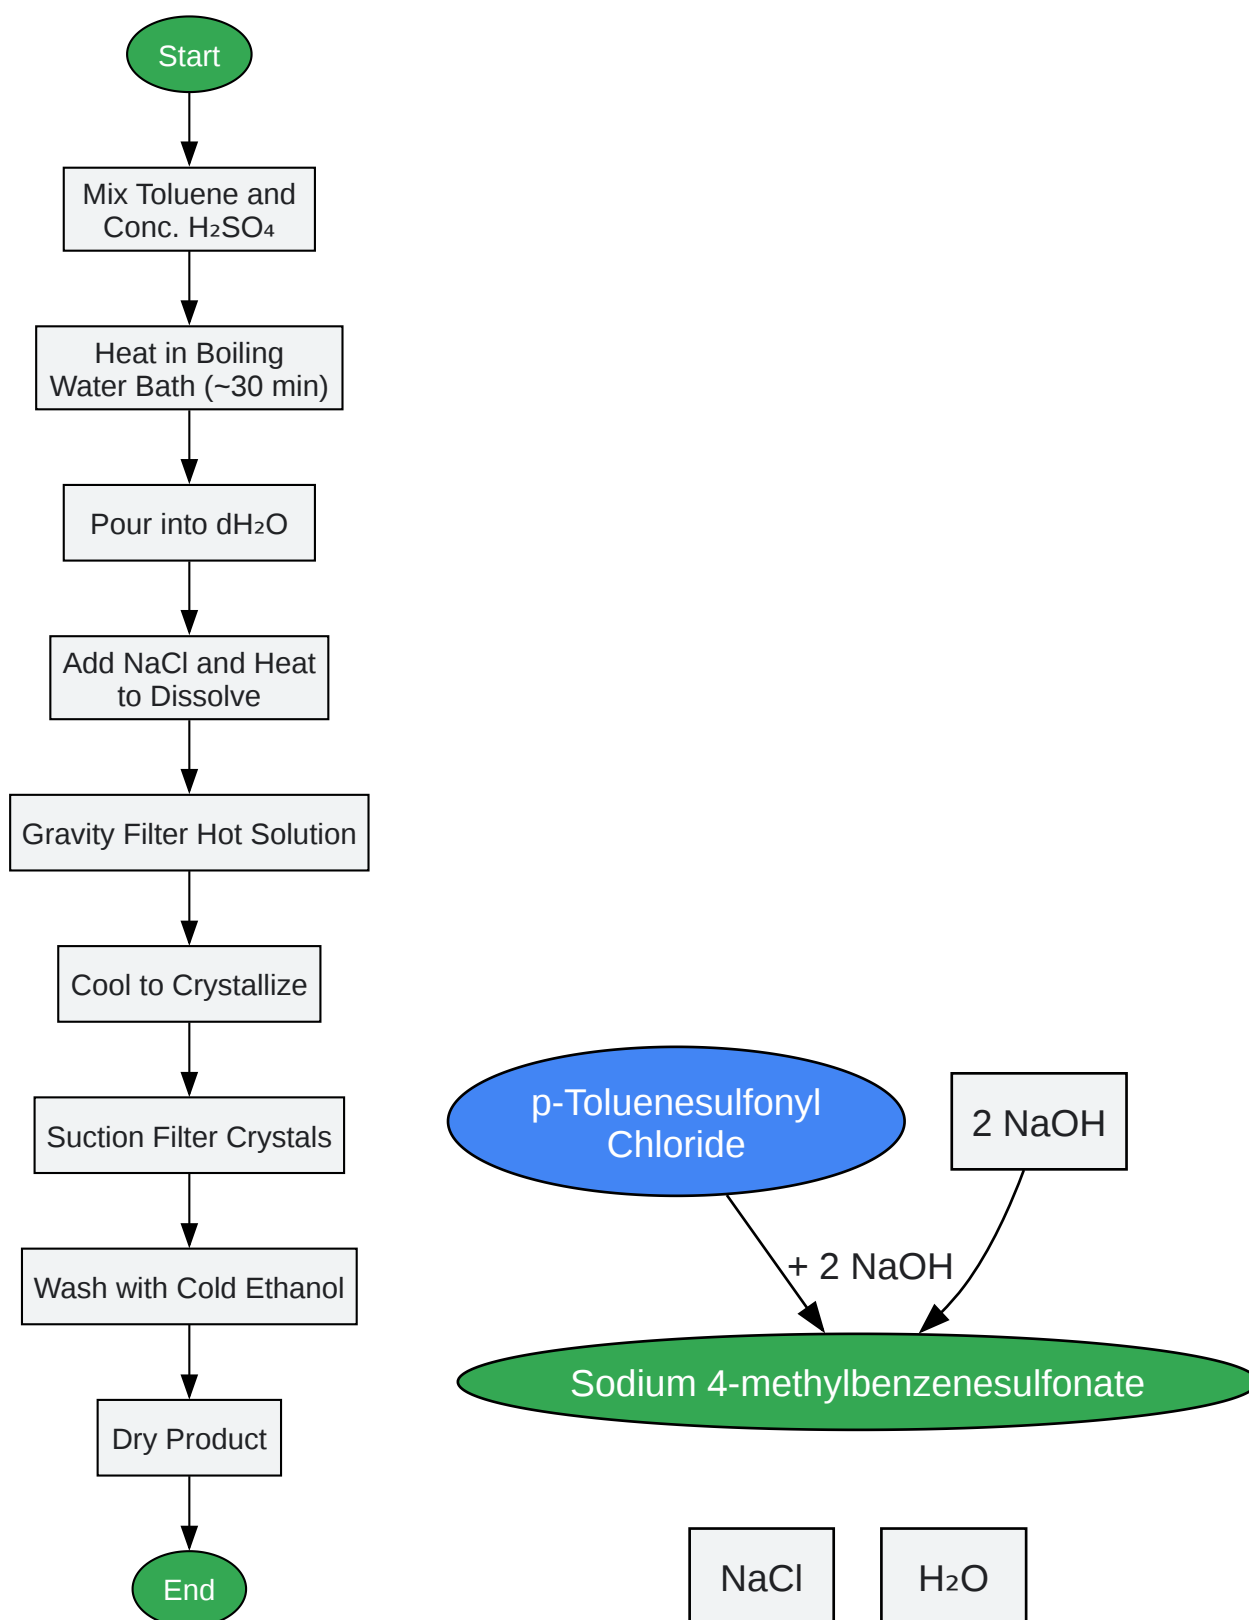 Start
Mix Toluene and
Conc. H₂SO₄
Heat in Boiling
Water Bath (~30 min)
Pour into dH₂O
Add NaCl and Heat
to Dissolve
Gravity Filter Hot Solution
Cool to Crystallize
Suction Filter Crystals
Wash with Cold Ethanol
Dry Product
End
p-Toluenesulfonyl
Chloride
2 NaOH
+ 2 NaOH
Sodium 4-methylbenzenesulfonate
NaCl
H₂O